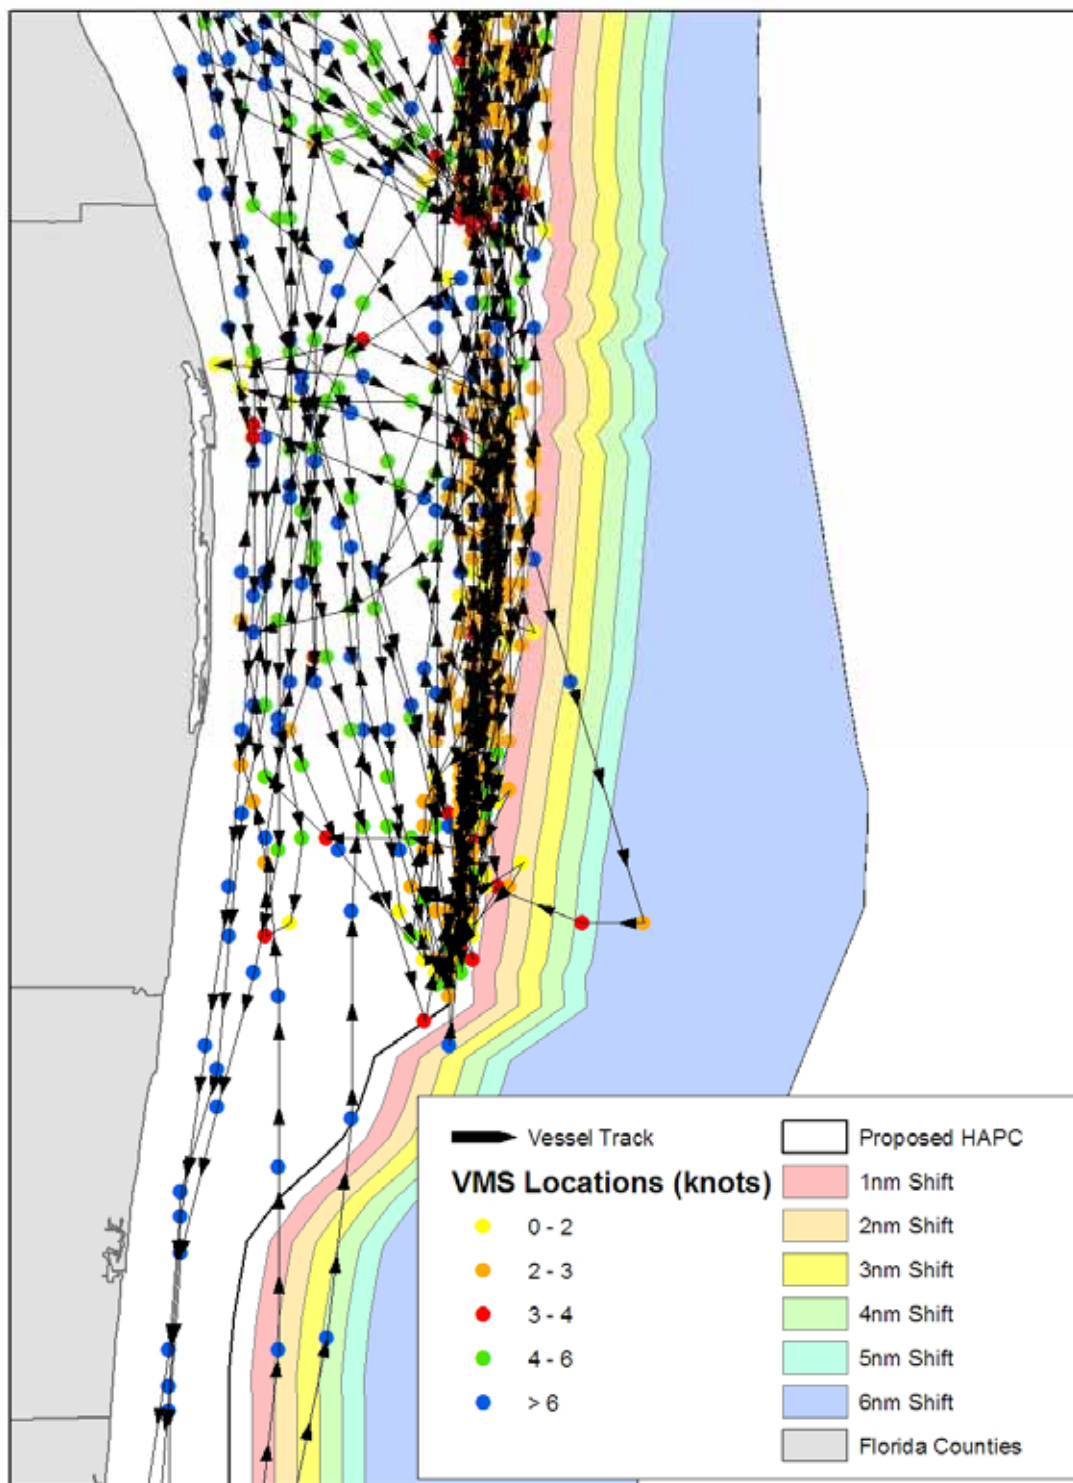 Vessel Track
VMS Locations (knots)
0 - 2
2 - 3
3 - 4
4 - 6
> 6
Proposed HAPC
1nm Shift
2nm Shift
3nm Shift
4nm Shift
5nm Shift
6nm Shift
Florida Counties